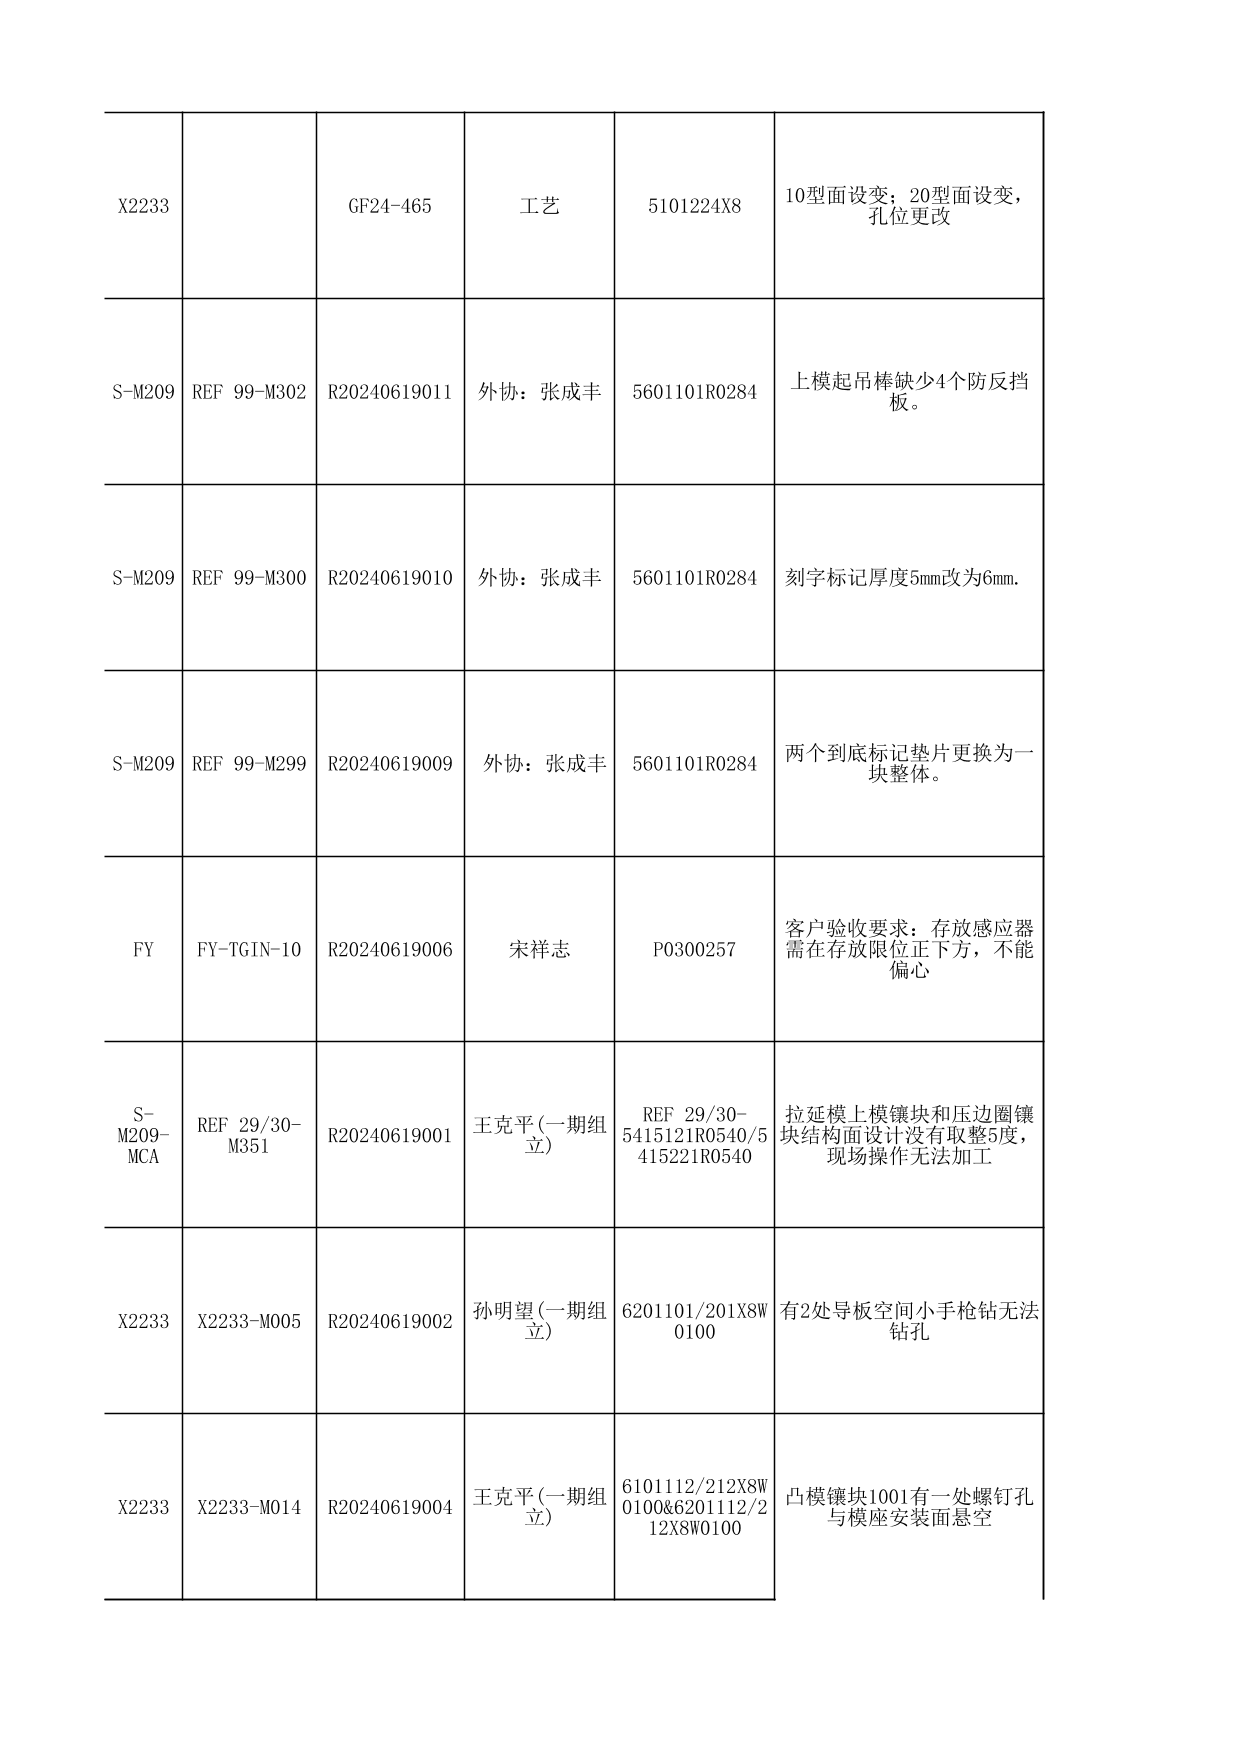 X2233
GF24-465
工艺
5101224X8
10型面设变；20型面设变，
孔位更改
S-M209
REF 99-M302
R20240619011
外协：张成丰
5601101R0284
上模起吊棒缺少4个防反挡
板。
S-M209
REF 99-M300
R20240619010
外协：张成丰
5601101R0284
刻字标记厚度5mm改为6mm.
S-M209
REF 99-M299
R20240619009
外协：张成丰
5601101R0284
两个到底标记垫片更换为一
块整体。
FY
FY-TGIN-10
R20240619006
宋祥志
P0300257
客户验收要求：存放感应器
需在存放限位正下方，不能
偏心
S-
M209-
MCA
REF 29/30-
M351
R20240619001
王克平(一期组
立)
REF 29/30-
5415121R0540/5
415221R0540
拉延模上模镶块和压边圈镶
块结构面设计没有取整5度，
现场操作无法加工
X2233
X2233-M005
R20240619002
孙明望(一期组
立)
6201101/201X8W
0100
有2处导板空间小手枪钻无法
钻孔
X2233
X2233-M014
R20240619004
王克平(一期组
立)
6101112/212X8W
0100&6201112/2
12X8W0100
凸模镶块1001有一处螺钉孔
与模座安装面悬空